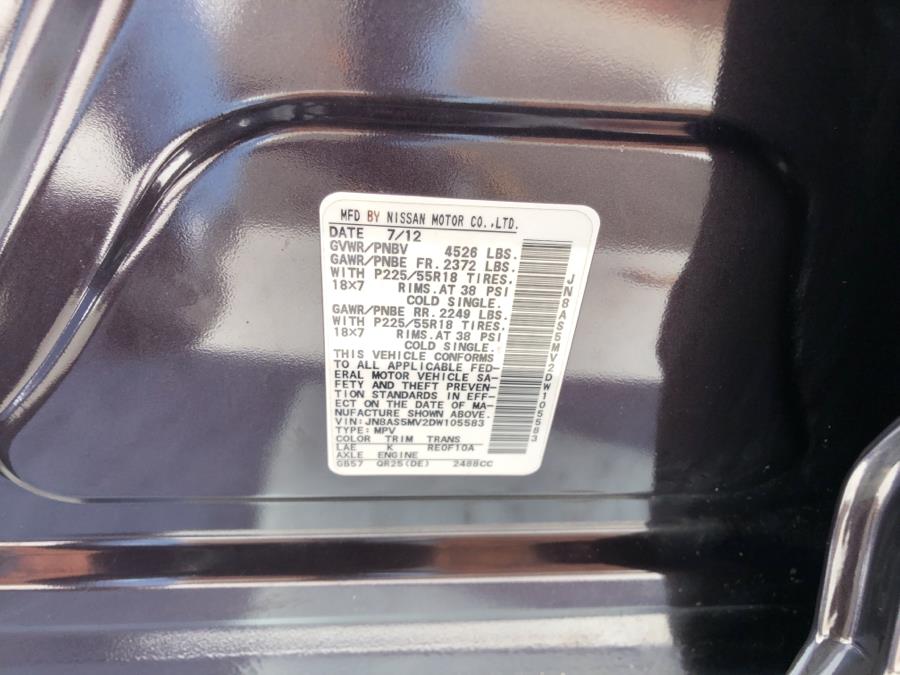 MFD BY NISSAN MOTOR CO.,LTD.
DATE 7/12
GVWR/PNBV 4526 LBS.
GAWR/PNBE FR. 2372 LBS.
WITH P225/55R18 TIRES.
18×7 RIMS.AT 38 PSI
COLD SINGLE.
GAWR/PNBE RR. 2249 LBS.
WITH P225/55R18 TIRES.
18×7 RIMS.AT 38 PSI
COLD SINGLE.
THIS VEHICLE CONFORMS
TO ALL APPLICABLE FED-
ERAL MOTOR VEHICLE SA-
FETY AND THEFT PREVEN-
TION STANDARDS IN EFF-
ECT ON THE DATE OF MA-
NUFACTURE SHOWN ABOVE.
VIN: JN8AS5MV2DW105583
TYPE: MPV
COLOR TRIM TRANS
LAE K RE0F10A
AXLE ENGINE
GB57 QR25(DE) 2488CC
JN8AS5MV2DW105583